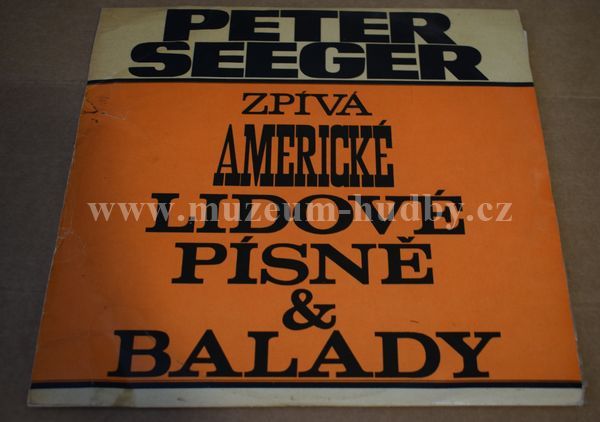 PETER
SEEGER
ZPÍVÁ
AMERICKÉ
LIDOVÉ
www.muzeum-hudby.cz
PÍSNĚ
&
BALADY